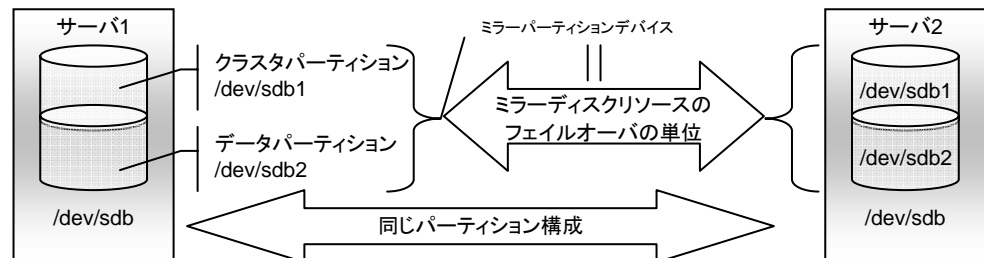 サーバ1
クラスタパーティション
/dev/sdb1
データパーティション
/dev/sdb2
/dev/sdb
ミラーパーティションデバイス
||
ミラーディスクリソースの
フェイルオーバの単位
同じパーティション構成
サーバ2
/dev/sdb1
/dev/sdb2
/dev/sdb